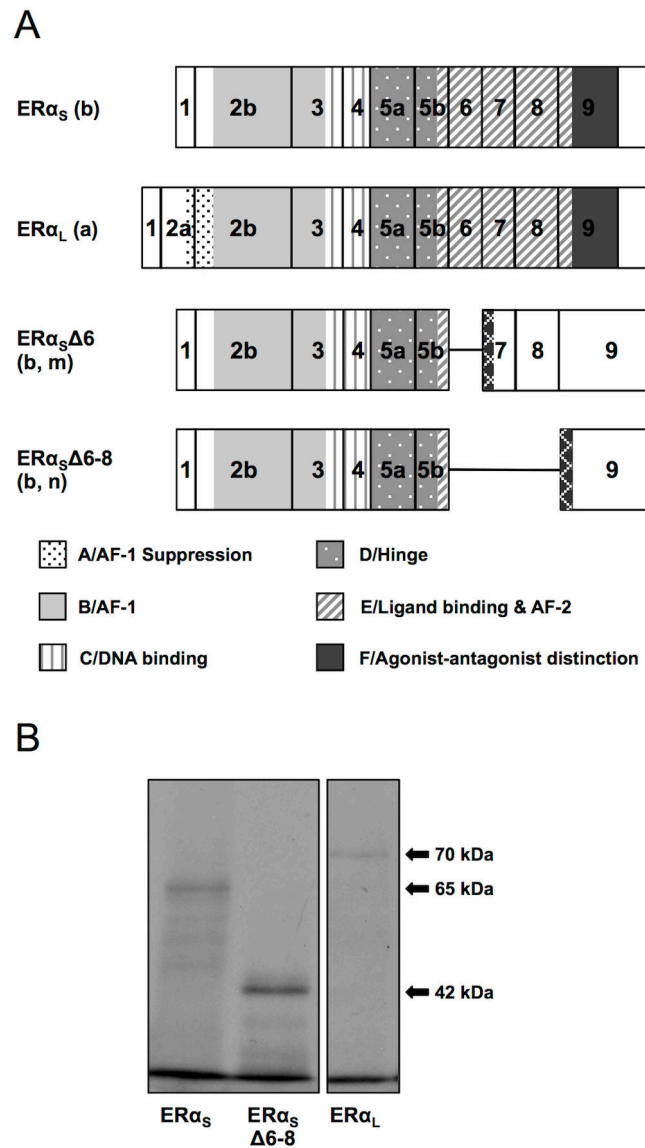 A
ERαS (b)
1 2b 3 4 5a 5b 6 7 8 9
ERαL (a)
1 2a 2b 3 4 5a 5b 6 7 8 9
ERαSΔ6
(b, m)
1 2b 3 4 5a 5b 7 8 9
ERαSΔ6-8
(b, n)
1 2b 3 4 5a 5b 9
A/AF-1 Suppression
D/Hinge
B/AF-1
E/Ligand binding & AF-2
C/DNA binding
F/Agonist-antagonist distinction
B
70 kDa
65 kDa
42 kDa
ERαS
ERαS
Δ6-8
ERαL